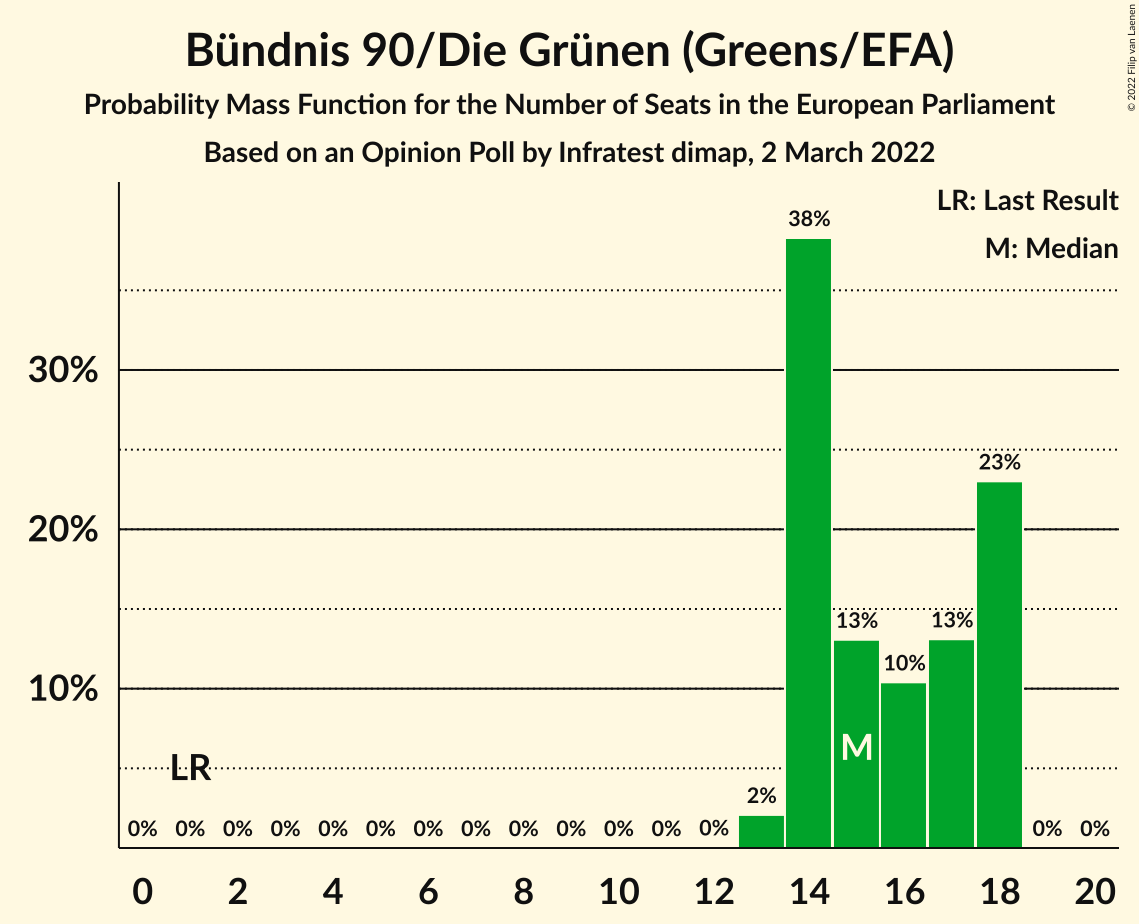 Bündnis 90/Die Grünen (Greens/EFA)
Probability Mass Function for the Number of Seats in the European Parliament
Based on an Opinion Poll by Infratest dimap, 2 March 2022
© 2022 Filip van Laenen
LR: Last Result
M: Median
38%
30%
23%
20%
13%
13%
10%
10%
M
LR
2%
0% 0% 0% 0% 0% 0% 0% 0% 0% 0% 0% 0% 0% 0% 0%
0 2 4 6 8 10 12 14 16 18 20